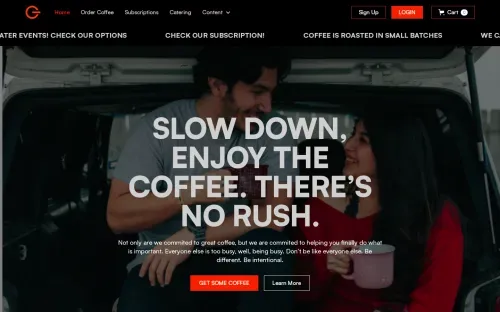 Home Order Coffee Subscriptions Catering Content Sign Up LOGIN Cart
ATER EVENTS! CHECK OUR OPTIONS CHECK OUR SUBSCRIPTION! COFFEE IS ROASTED IN SMALL BATCHES WE CA
SLOW DOWN,
ENJOY THE
COFFEE. THERE'S
NO RUSH.
Not only are we commited to great coffee, but we are commited to helping you finally do what
is important. Everyone else is too busy, well, being busy. Don't be like everyone else. Be
different. Be intentional.
GET SOME COFFEE Learn More